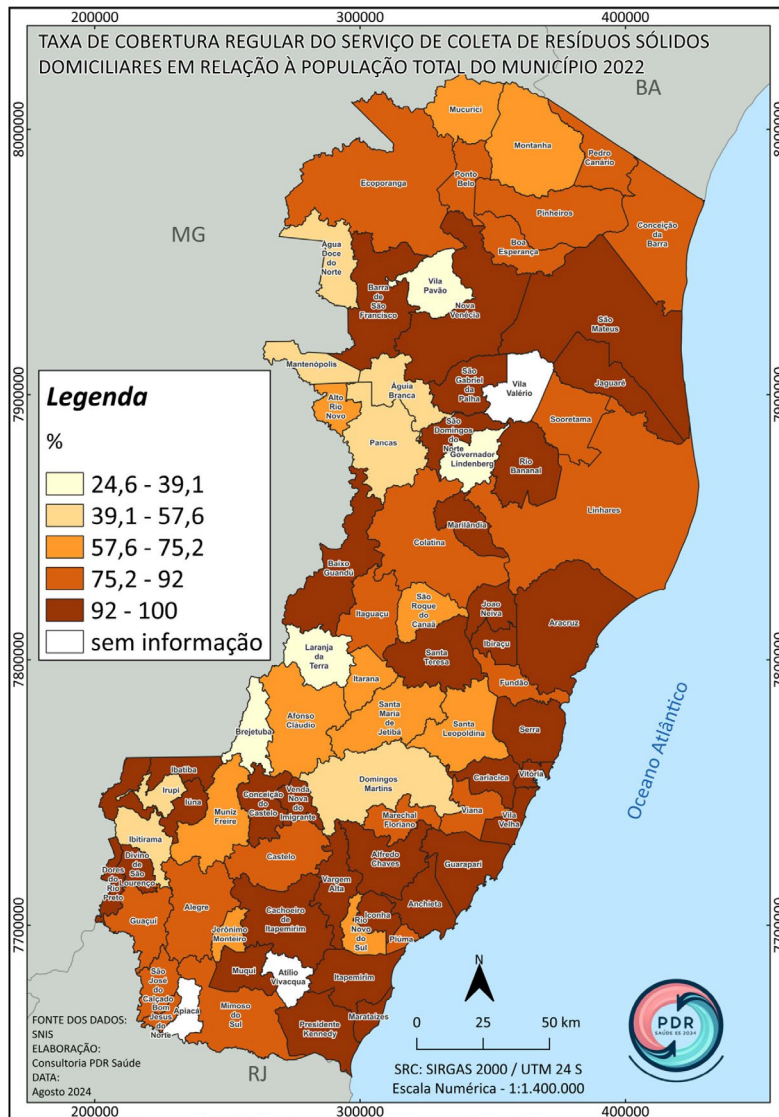 200000
300000
400000
TAXA DE COBERTURA REGULAR DO SERVIÇO DE COLETA DE RESÍDUOS SÓLIDOS
DOMICILIARES EM RELAÇÃO À POPULAÇÃO TOTAL DO MUNICÍPIO 2022
BA
8000000
8000000
Mucurici
Montanha
Pedro
Canário
Ecoporanga
Ponto
Belo
Pinheiros
Conceição
da
Barra
MG
Água
Doce
do
Norte
Boa
Esperança
Vila
Pavão
Barra
de
São
Francisco
Nova
Venécia
São
Mateus
Mantenópolis
São
Gabriel
da
Palha
Vila
Valério
Jaguaré
7900000
7900000
Águia
Branca
Alto
Rio
Novo
Sooretama
São
Domingos
do
Norte
Pancas
Governador
Lindenberg
Rio
Bananal
Linhares
Legenda
%
24,6 - 39,1
39,1 - 57,6
57,6 - 75,2
75,2 - 92
92 - 100
sem informação
Marilândia
Colatina
Baixo
Guandú
São
Roque
do
Canaã
Itaguaçu
Joao
Neiva
Aracruz
Ibiraçu
Laranja
da
Terra
Santa
Teresa
7800000
7800000
Itarana
Fundão
Afonso
Cláudio
Santa
Maria
de
Jetibá
Santa
Leopoldina
Brejetuba
Serra
Oceano Atlântico
Ibatiba
Irupi
Iuna
Domingos
Martins
Cariacica
Vitoria
Conceição
do
Castelo
Venda
Nova
do
Imigrante
Muniz
Freire
Viana
Vila
Velha
Marechal
Floriano
Ibitirama
Divino
de
São
Lourenço
Dores
do
Rio
Preto
Castelo
Alfredo
Chaves
Guarapari
Vargem
Alta
Guaçuí
Alegre
Cachoeiro
de
Itapemirim
Anchieta
Iconha
Rio
Novo
do
Sul
Piúma
7700000
7700000
Jerônimo
Monteiro
Muqui
Atilio
Vivacqua
Itapemirim
São
José
do
Calçado
Bom
Jesus
do
Norte
Apiacá
Mimoso
do
Sul
Presidente
Kennedy
Marataízes
N
0 25 50 km
SRC: SIRGAS 2000 / UTM 24 S
Escala Numérica - 1:1.400.000
PDR
SAÚDE ES 2024
FONTE DOS DADOS:
SNIS
ELABORAÇÃO:
Consultoria PDR Saúde
DATA:
Agosto 2024
RJ
200000
300000
400000